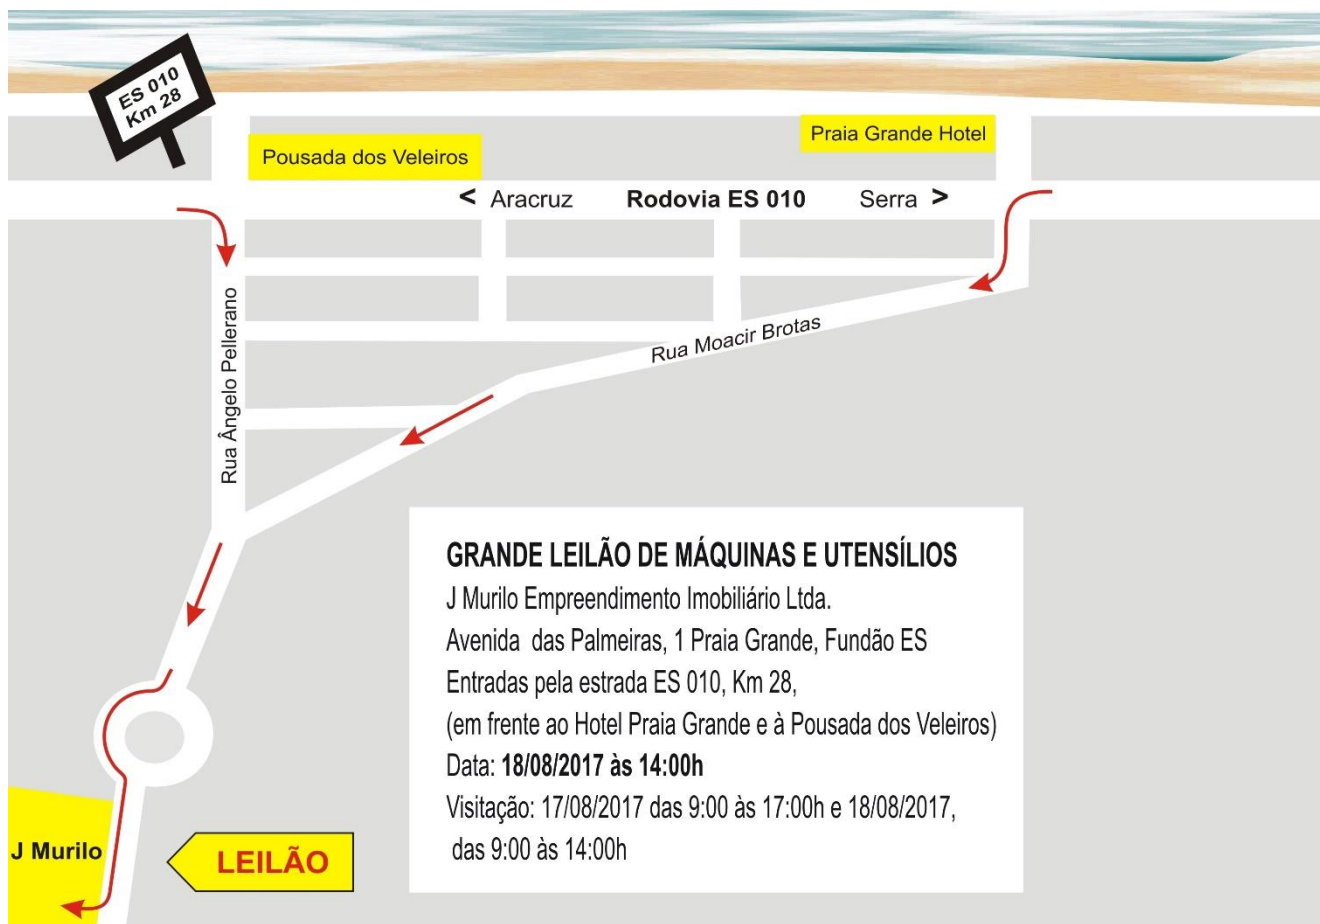 ES 010
Km 28
Pousada dos Veleiros
Praia Grande Hotel
< Aracruz Rodovia ES 010 Serra >
Rua Ângelo Pellerano
Rua Moacir Brotas
GRANDE LEILÃO DE MÁQUINAS E UTENSÍLIOS
J Murilo Empreendimento Imobiliário Ltda.
Avenida das Palmeiras, 1 Praia Grande, Fundão ES
Entradas pela estrada ES 010, Km 28,
(em frente ao Hotel Praia Grande e à Pousada dos Veleiros)
Data: 18/08/2017 às 14:00h
Visitação: 17/08/2017 das 9:00 às 17:00h e 18/08/2017,
das 9:00 às 14:00h
J Murilo
LEILÃO